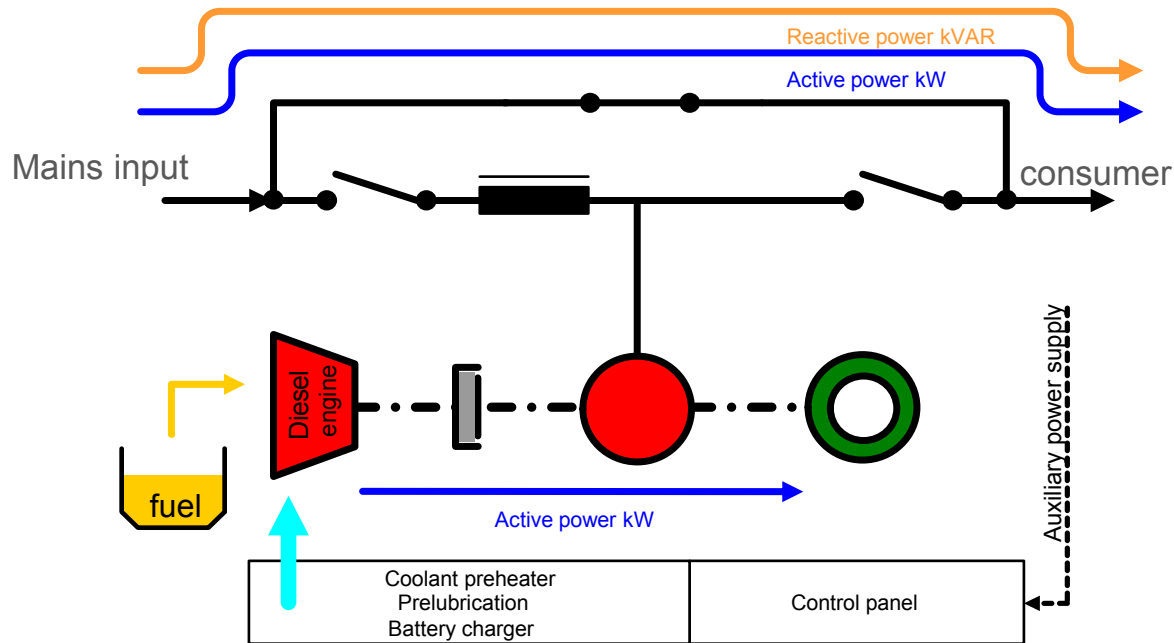 Reactive power kVAR
Active power kW
Mains input
consumer
Diesel
engine
fuel
Active power kW
Auxiliary power supply
Coolant preheater
Prelubrication
Battery charger
Control panel